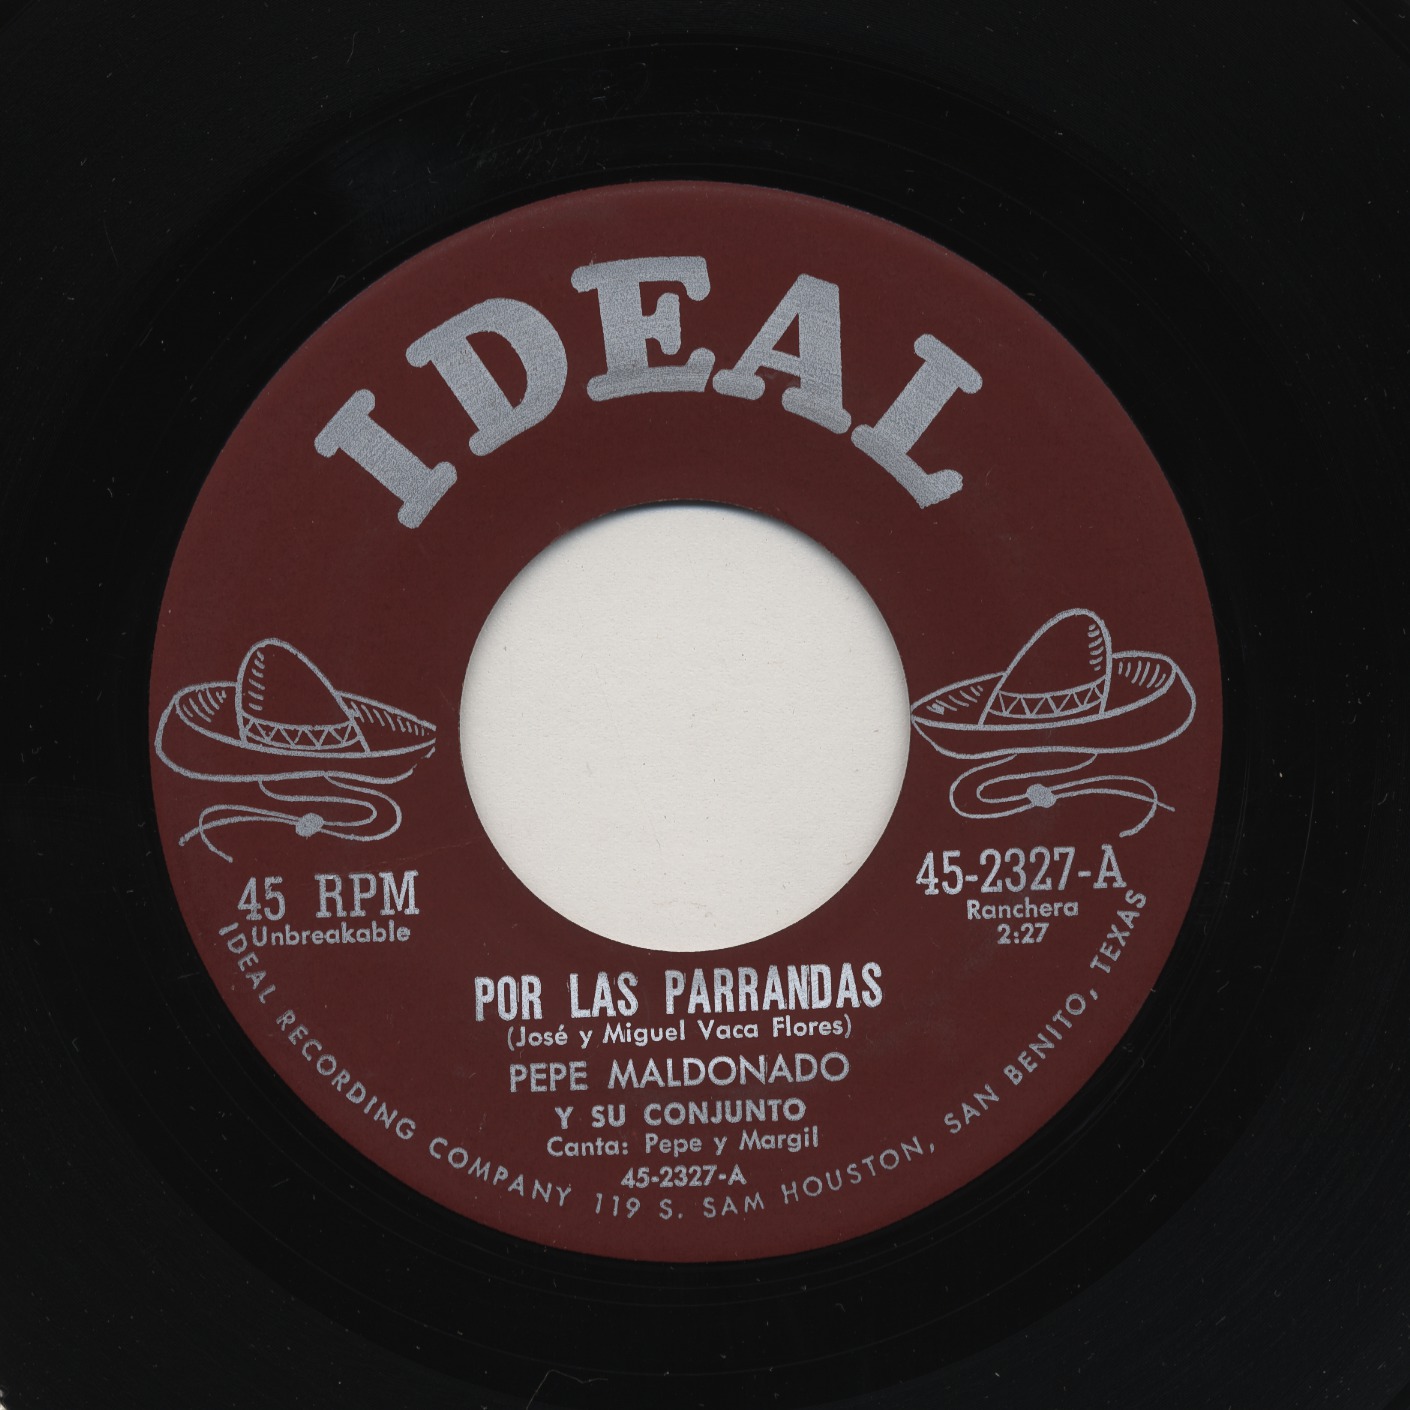 IDEAL
45 RPM
Unbreakable
45-2327-A
Ranchera
2:27
POR LAS PARRANDAS
(José y Miguel Vaca Flores)
PEPE MALDONADO
Y SU CONJUNTO
Canta: Pepe y Margil
45-2327-A
IDEAL RECORDING COMPANY 119 S. SAM HOUSTON, SAN BENITO, TEXAS